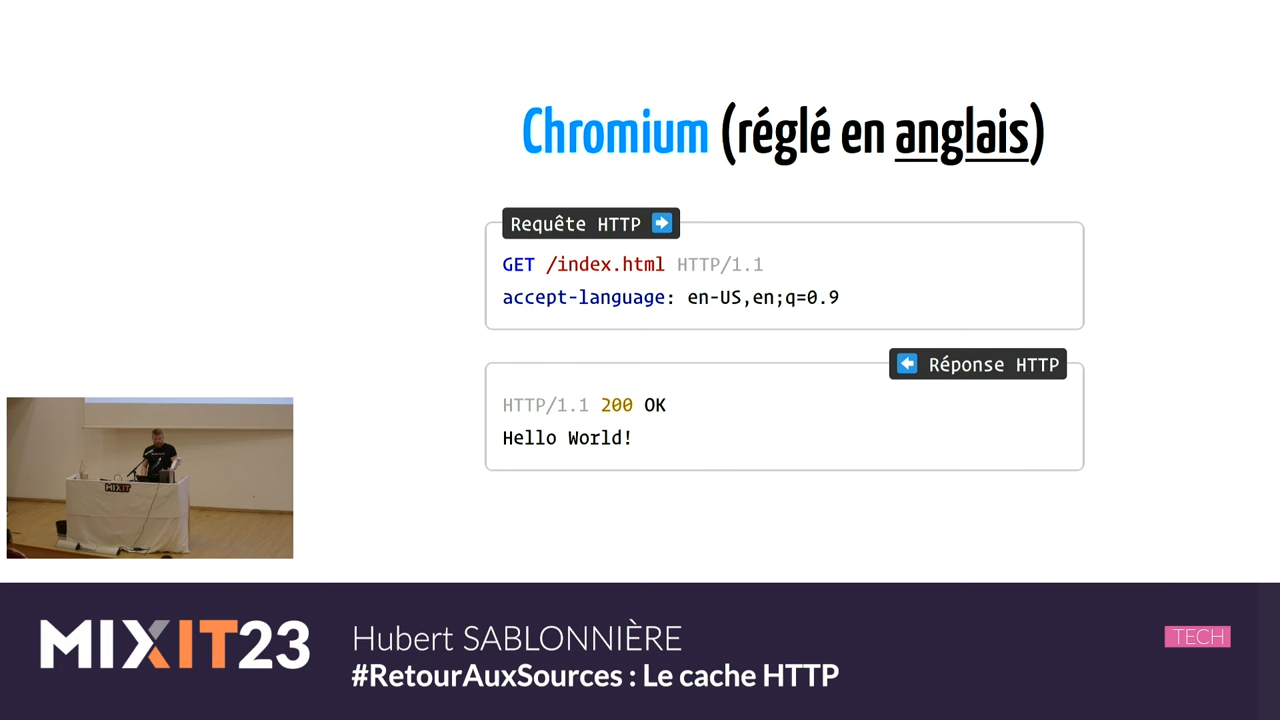 Chromium (réglé en anglais)
Requête HTTP ➡
GET /index.html HTTP/1.1
accept-language: en-US,en;q=0.9
⬅ Réponse HTTP
HTTP/1.1 200 OK
Hello World!
MIXIT
MIXIT23
Hubert SABLONNIÈRE
TECH
#RetourAuxSources : Le cache HTTP